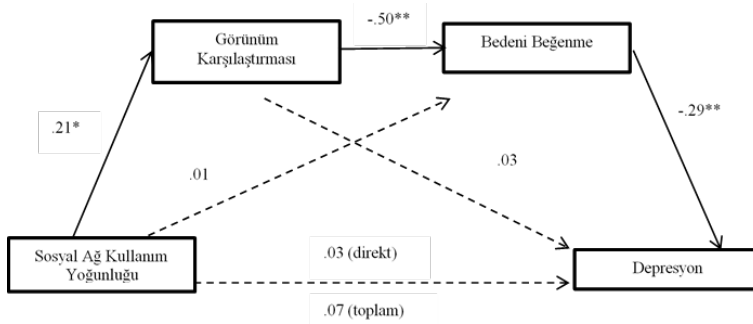 -.50**
Görünüm
Karşılaştırması
Bedeni Beğenme
.21*
-.29**
.01
.03
Sosyal Ağ Kullanım
Yoğunluğu
.03 (direkt)
Depresyon
.07 (toplam)